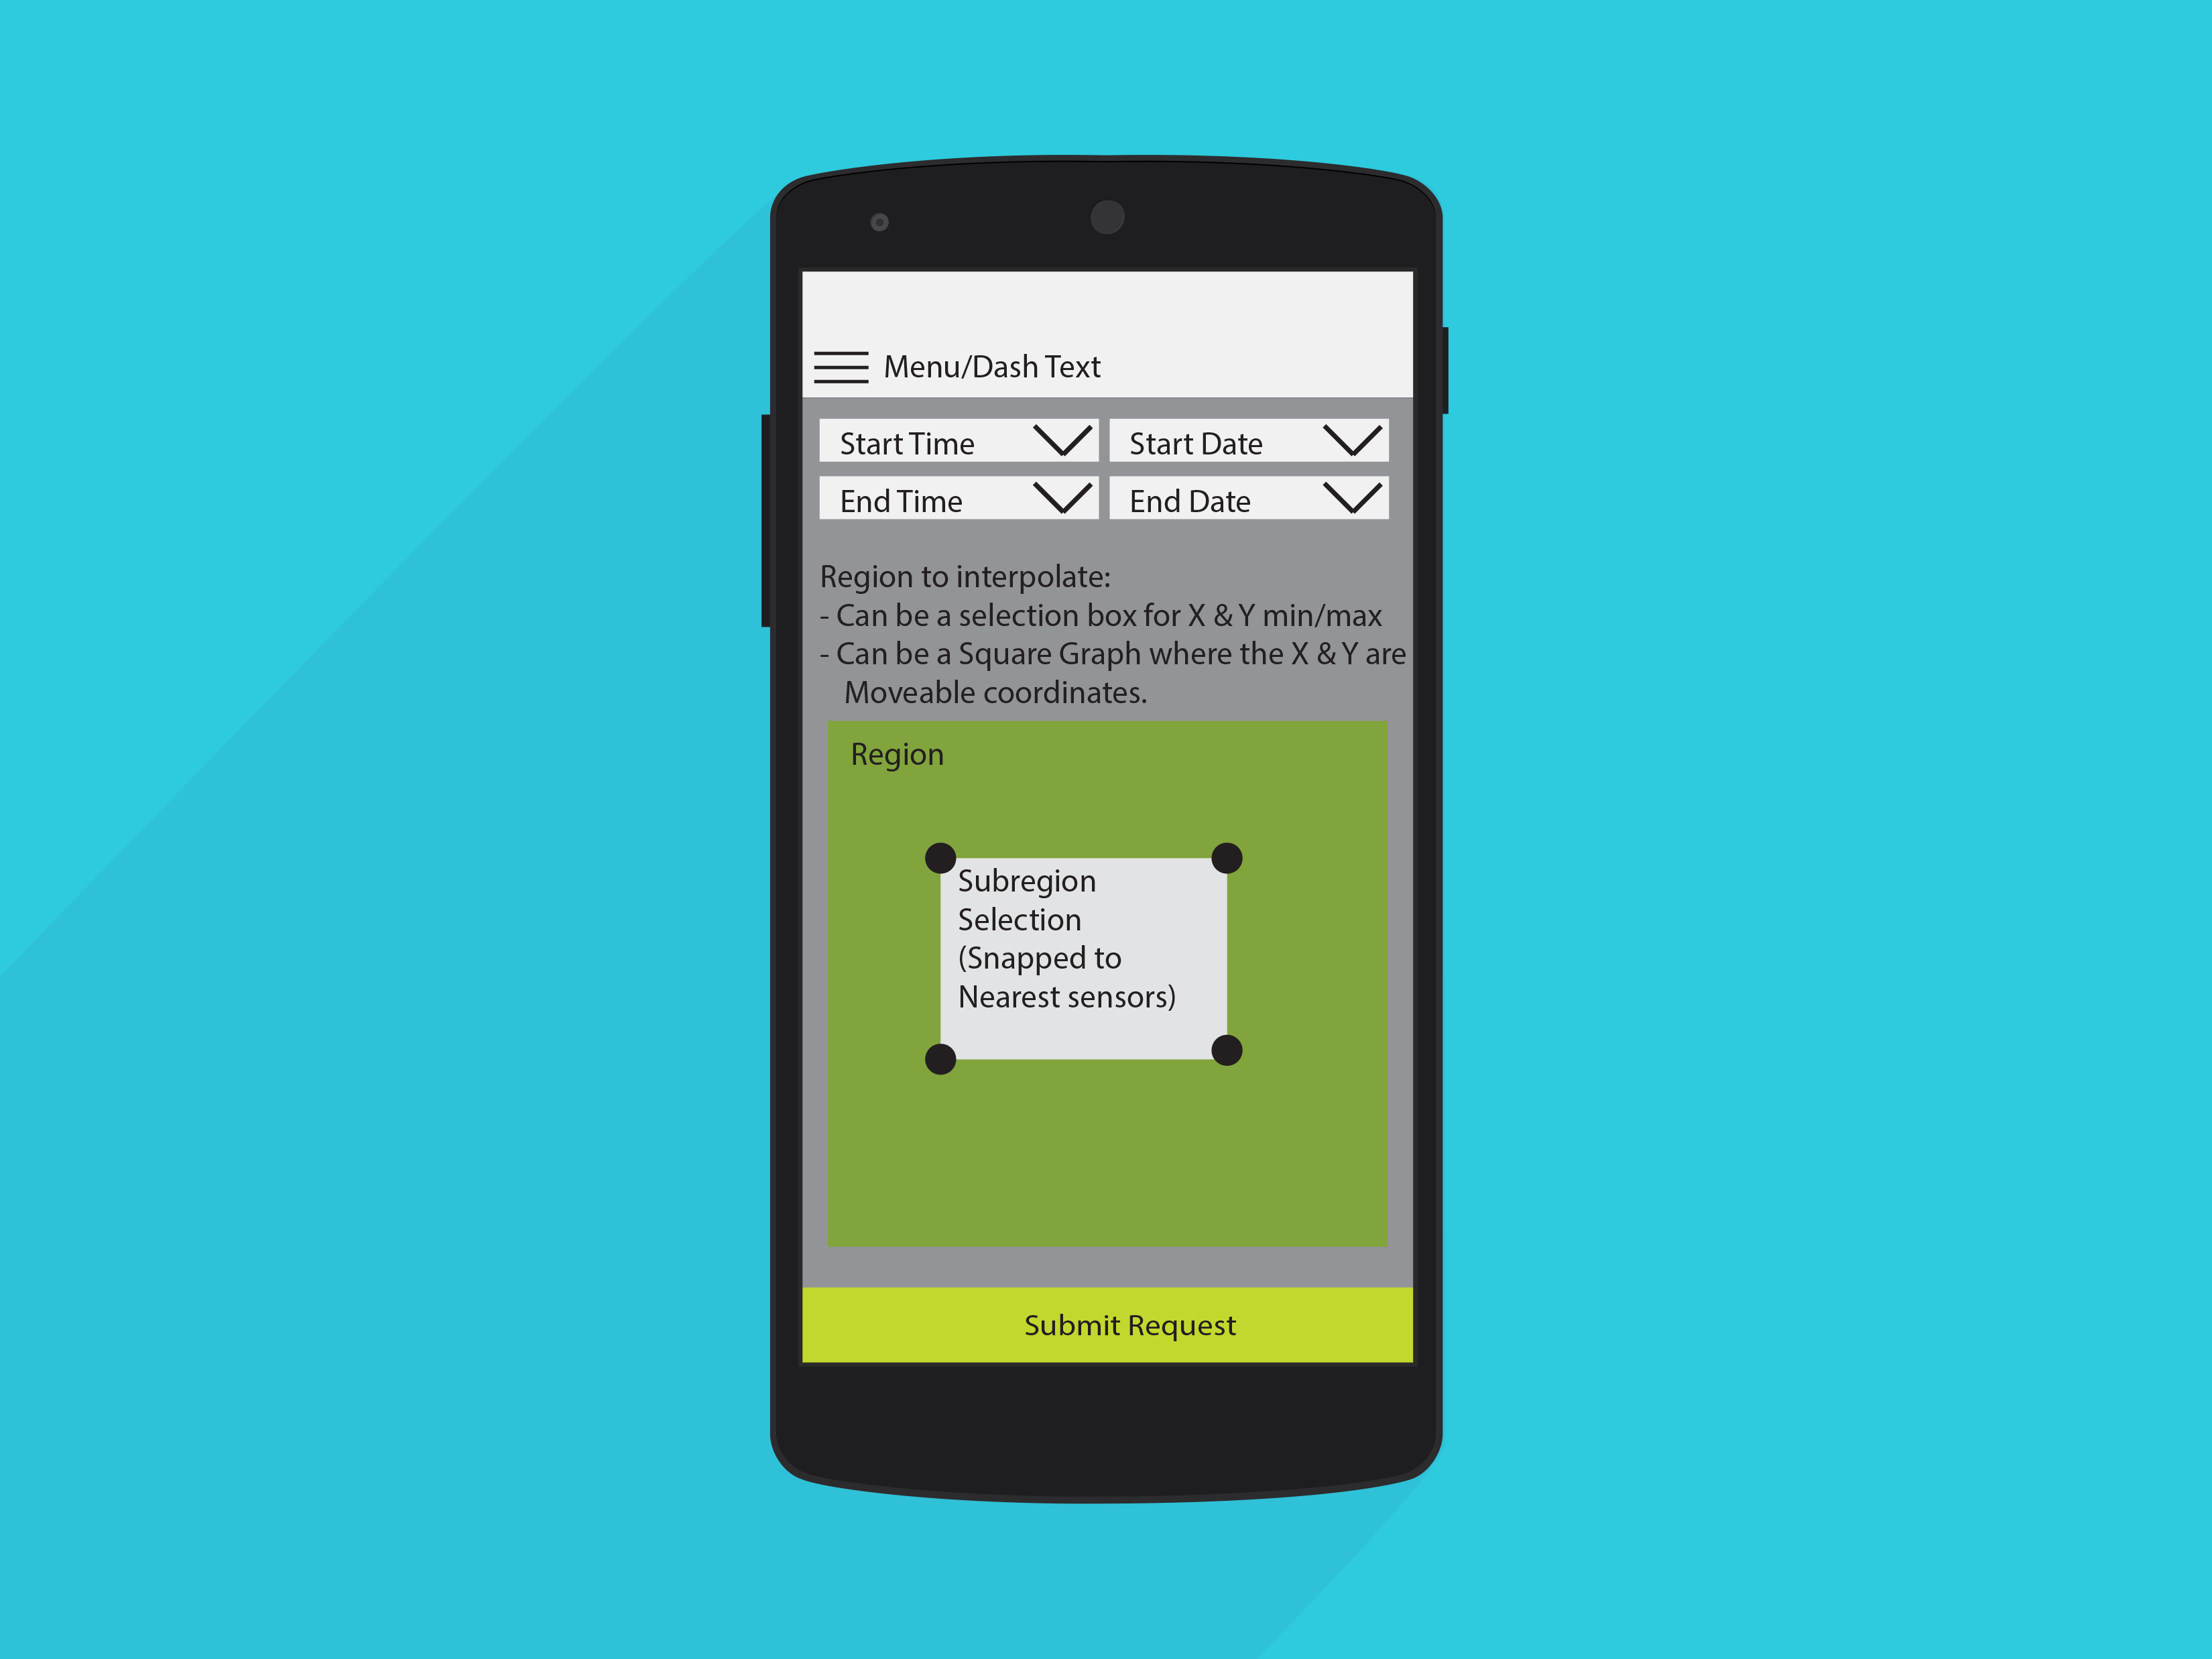 Menu/Dash Text
Start Time
Start Date
End Time
End Date
Region to interpolate:
- Can be a selection box for X & Y min/max
- Can be a Square Graph where the X & Y are
Moveable coordinates.
Region
Subregion
Selection
(Snapped to
Nearest sensors)
Submit Request